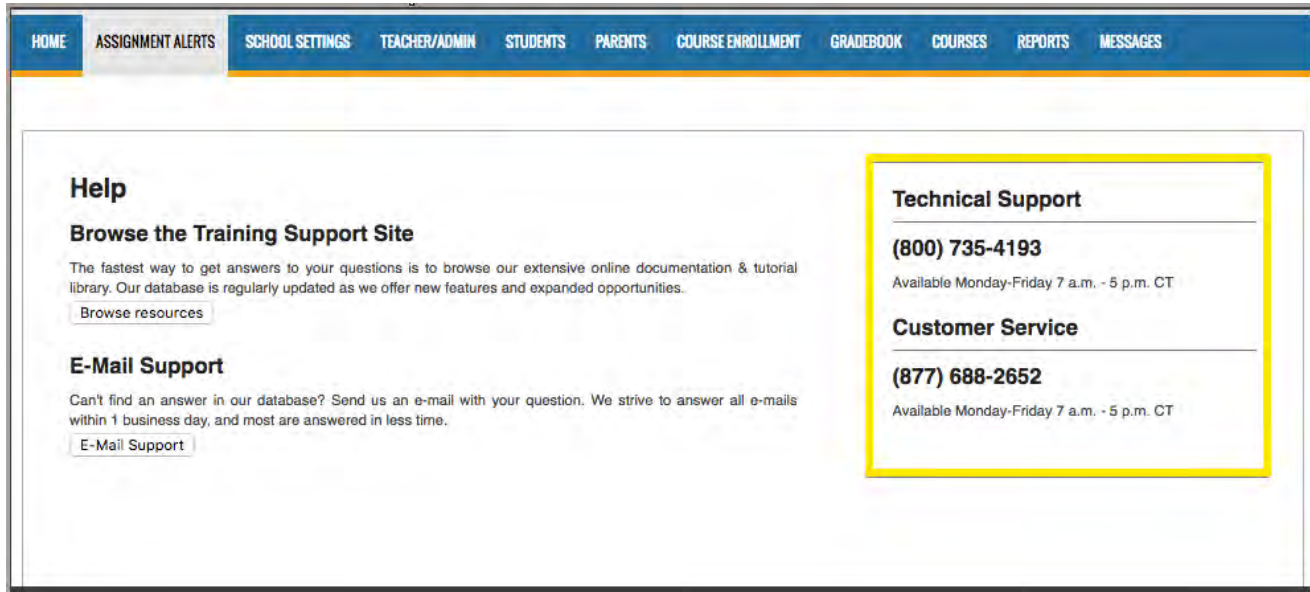 HOME ASSIGNMENT ALERTS SCHOOL SETTINGS TEACHER/ADMIN STUDENTS PARENTS COURSE ENROLLMENT GRADEBOOK COURSES REPORTS MESSAGES
Help
Browse the Training Support Site
The fastest way to get answers to your questions is to browse our extensive online documentation & tutorial
library. Our database is regularly updated as we offer new features and expanded opportunities.
Browse resources
E-Mail Support
Can't find an answer in our database? Send us an e-mail with your question. We strive to answer all e-mails
within 1 business day, and most are answered in less time.
E-Mail Support
Technical Support
(800) 735-4193
Available Monday-Friday 7 a.m. - 5 p.m. CT
Customer Service
(877) 688-2652
Available Monday-Friday 7 a.m. - 5 p.m. CT